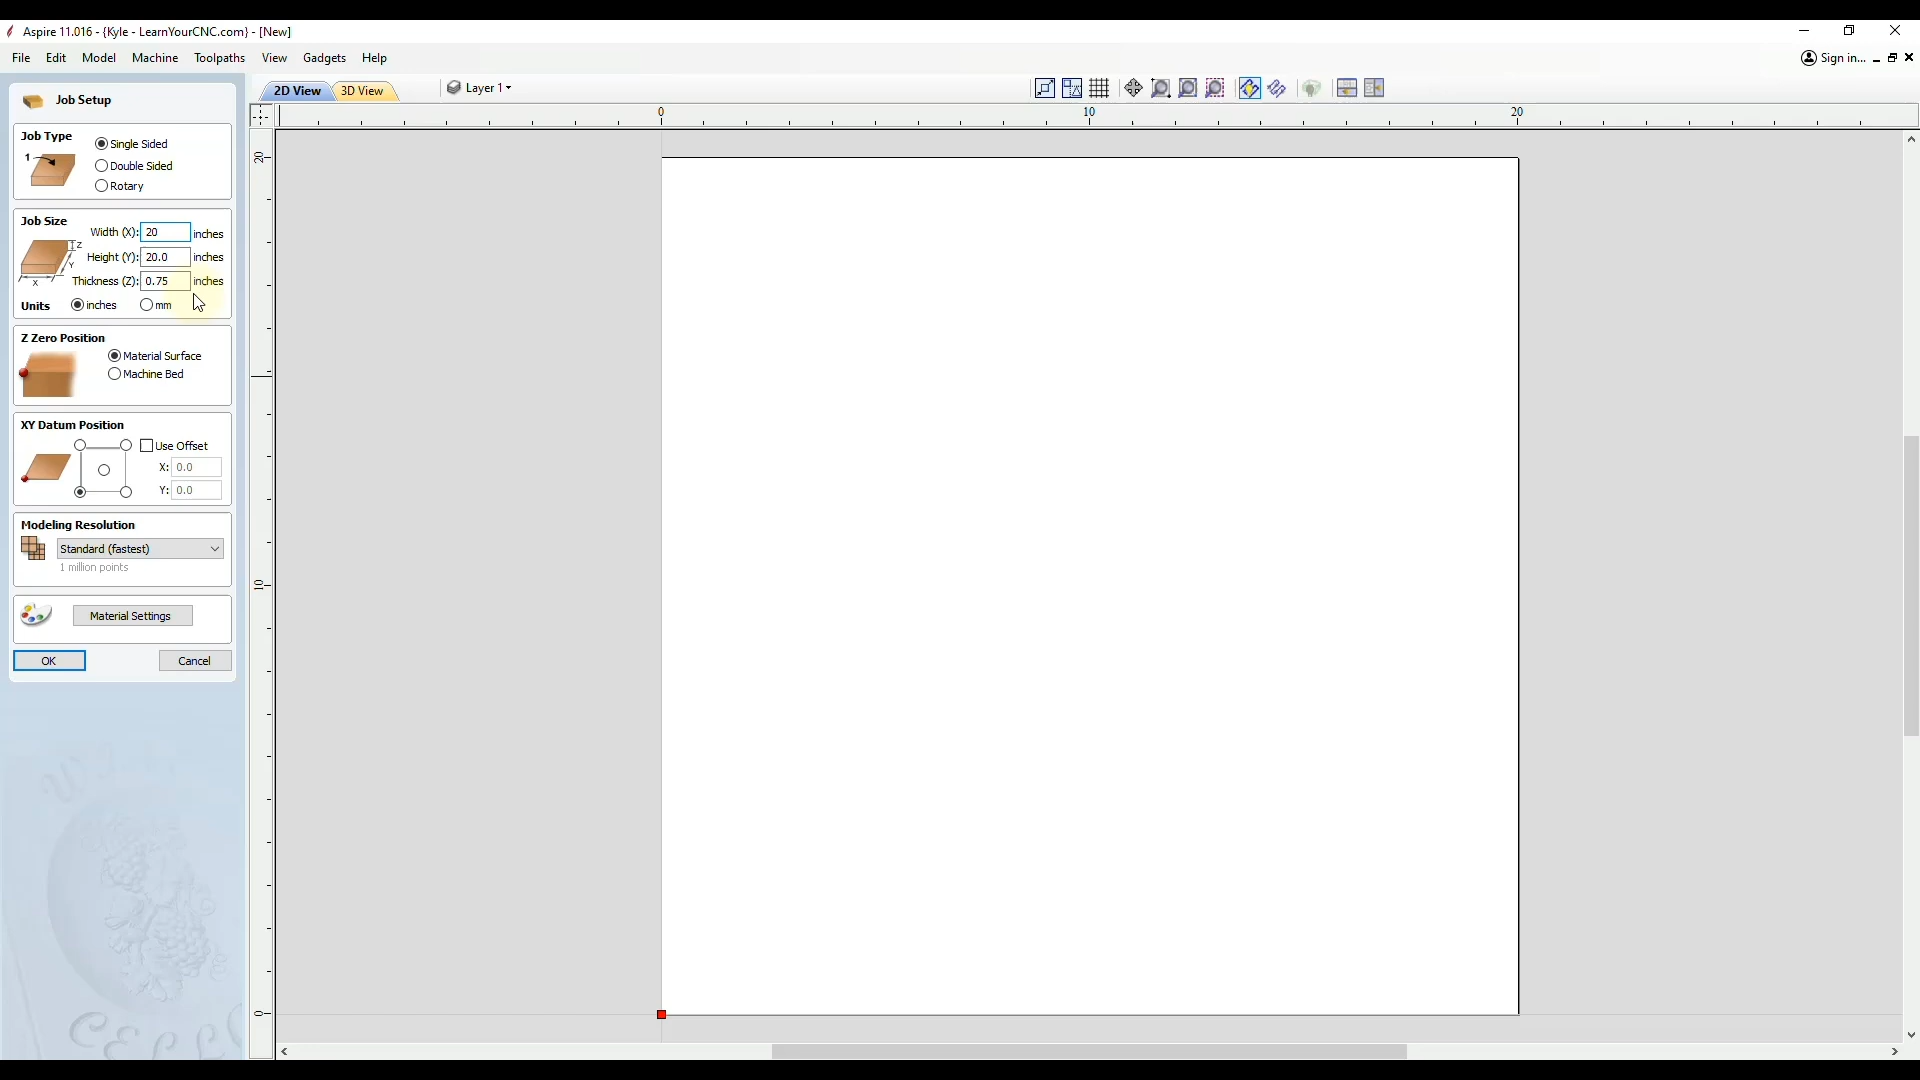 Aspire 11.016 - {Kyle - LearnYourCNC.com} - [New]
File Edit Model Machine Toolpaths View Gadgets Help
Sign in...
2D View 3D View Layer 1
Job Setup
Job Type
1
Single Sided
Double Sided
Rotary
Job Size
Width (X): 20 inches
Height (Y): 20.0 inches
Thickness (Z): 0.75 inches
Z
Y
X
Units inches mm
Z Zero Position
Material Surface
Machine Bed
XY Datum Position
Use Offset
X: 0.0
Y: 0.0
Modeling Resolution
Standard (fastest)
1 million points
Material Settings
OK Cancel
0 10 20
20
10
0